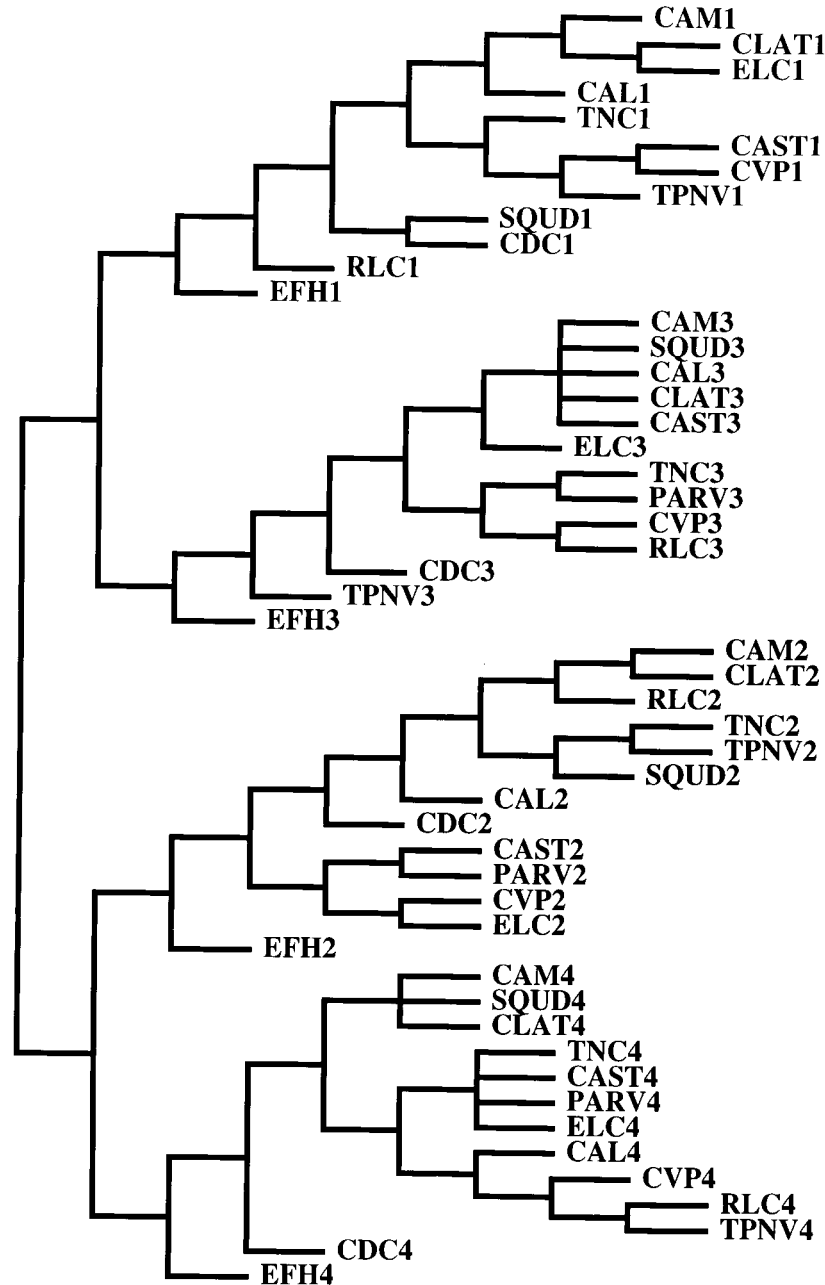 CAM1
CLAT1
ELC1
CAL1
TNC1
CAST1
CVP1
TPNV1
SQUD1
CDC1
RLC1
EFH1
CAM3
SQUD3
CAL3
CLAT3
CAST3
ELC3
TNC3
PARV3
CVP3
RLC3
CDC3
TPNV3
EFH3
CAM2
CLAT2
RLC2
TNC2
TPNV2
SQUD2
CAL2
CDC2
CAST2
PARV2
CVP2
ELC2
EFH2
CAM4
SQUD4
CLAT4
TNC4
CAST4
PARV4
ELC4
CAL4
CVP4
RLC4
TPNV4
CDC4
EFH4